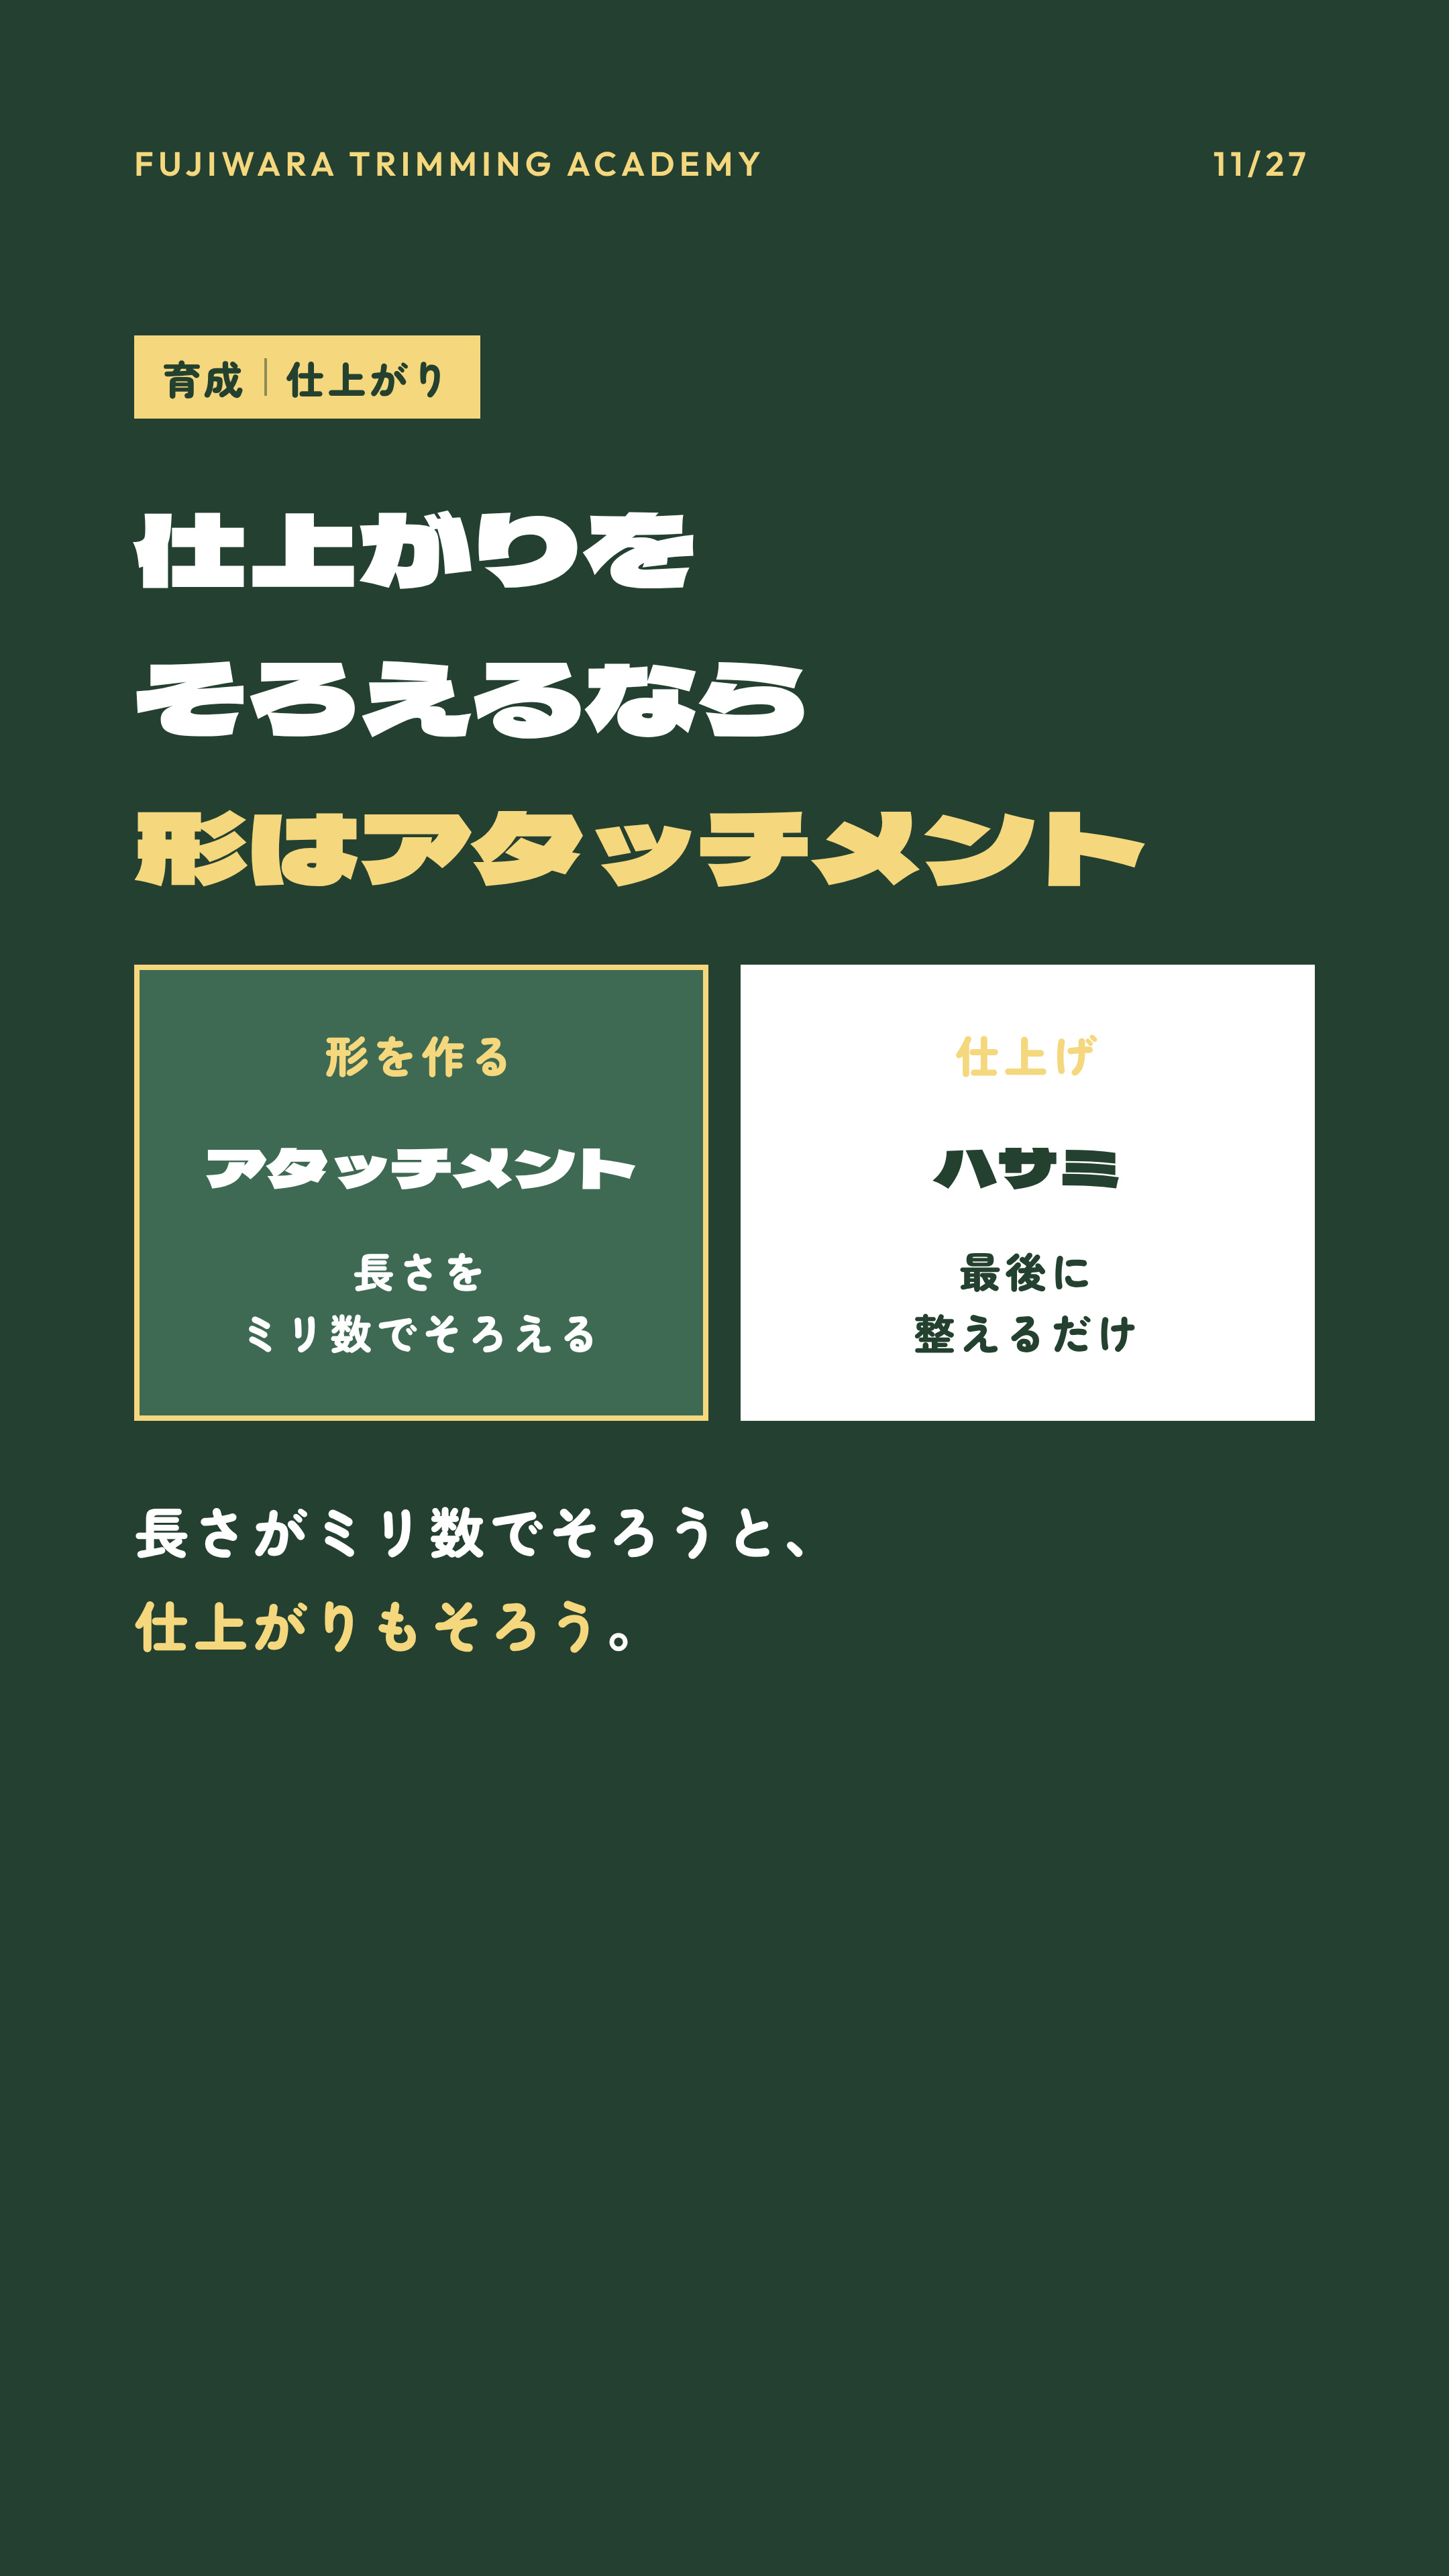 FUJIWARA TRIMMING ACADEMY
11/27
育成｜仕上がり
仕上がりを
そろえるなら
形はアタッチメント
形を作る
アタッチメント
長さを
ミリ数でそろえる
仕上げ
ハサミ
最後に
整えるだけ
長さがミリ数でそろうと、
仕上がりもそろう。